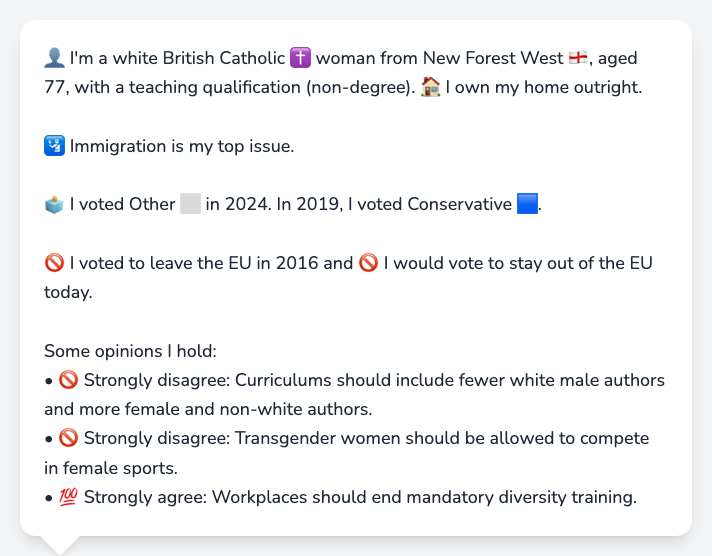 👤 I'm a white British Catholic ✝️ woman from New Forest West 🏴󠁧󠁢󠁥󠁮󠁧󠁿, aged
77, with a teaching qualification (non-degree). 🏠 I own my home outright.
🛂 Immigration is my top issue.
🗳️ I voted Other ⬜ in 2024. In 2019, I voted Conservative 🟦.
🚫 I voted to leave the EU in 2016 and 🚫 I would vote to stay out of the EU
today.
Some opinions I hold:
• 🚫 Strongly disagree: Curriculums should include fewer white male authors
and more female and non-white authors.
• 🚫 Strongly disagree: Transgender women should be allowed to compete
in female sports.
• 💯 Strongly agree: Workplaces should end mandatory diversity training.